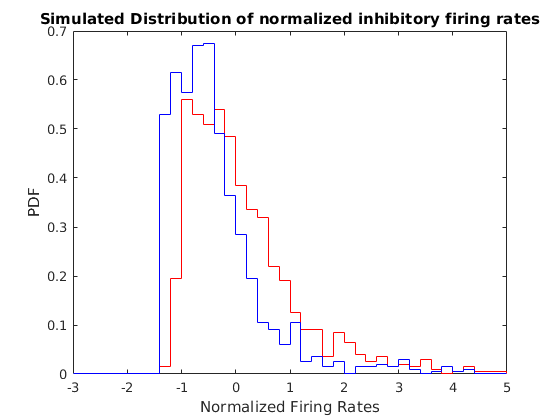 Simulated Distribution of normalized inhibitory firing rates
0.7
0.6
0.5
0.4
0.3
0.2
0.1
0
PDF
-3 -2 -1 0 1 2 3 4 5
Normalized Firing Rates